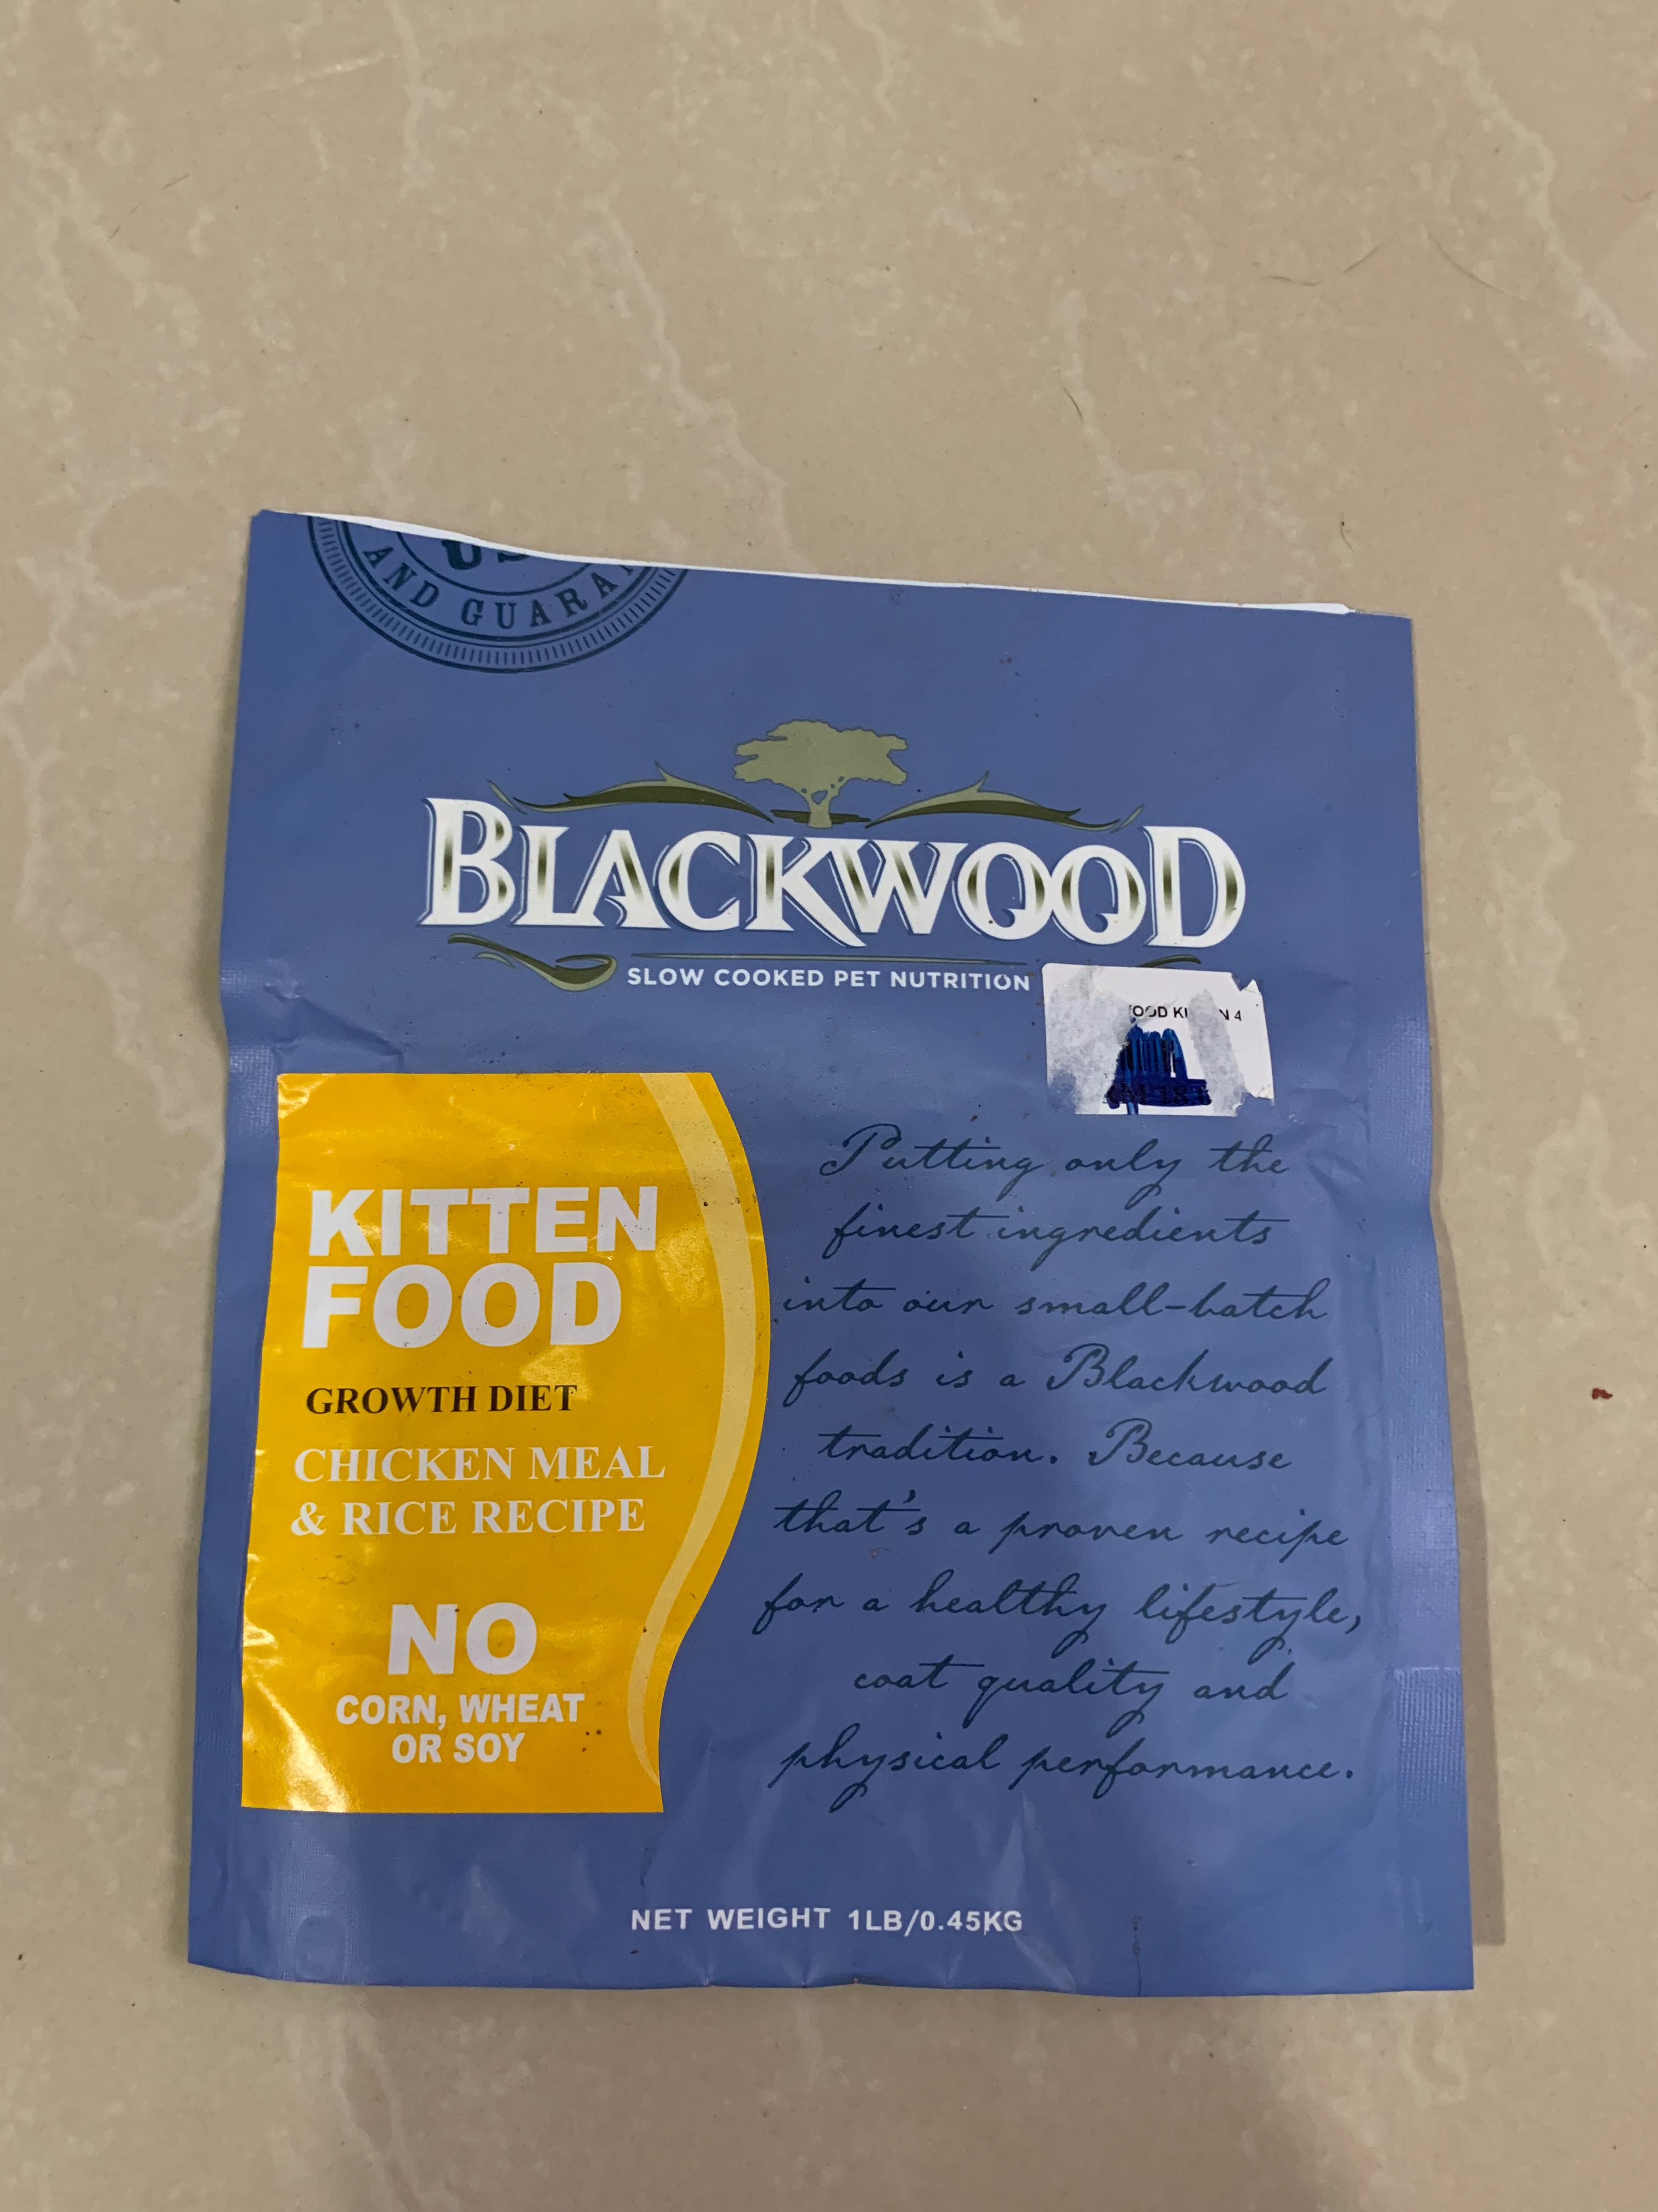 AND GUARA
BLACKWOOD
SLOW COOKED PET NUTRITION
KITTEN
FOOD
GROWTH DIET
CHICKEN MEAL
& RICE RECIPE
NO
CORN, WHEAT
OR SOY
Putting only the
finest ingredients
into our small-batch
foods is a Blackwood
tradition. Because
that's a proven recipe
for a healthy lifestyle,
coat quality and
physical performance.
NET WEIGHT 1LB/0.45KG